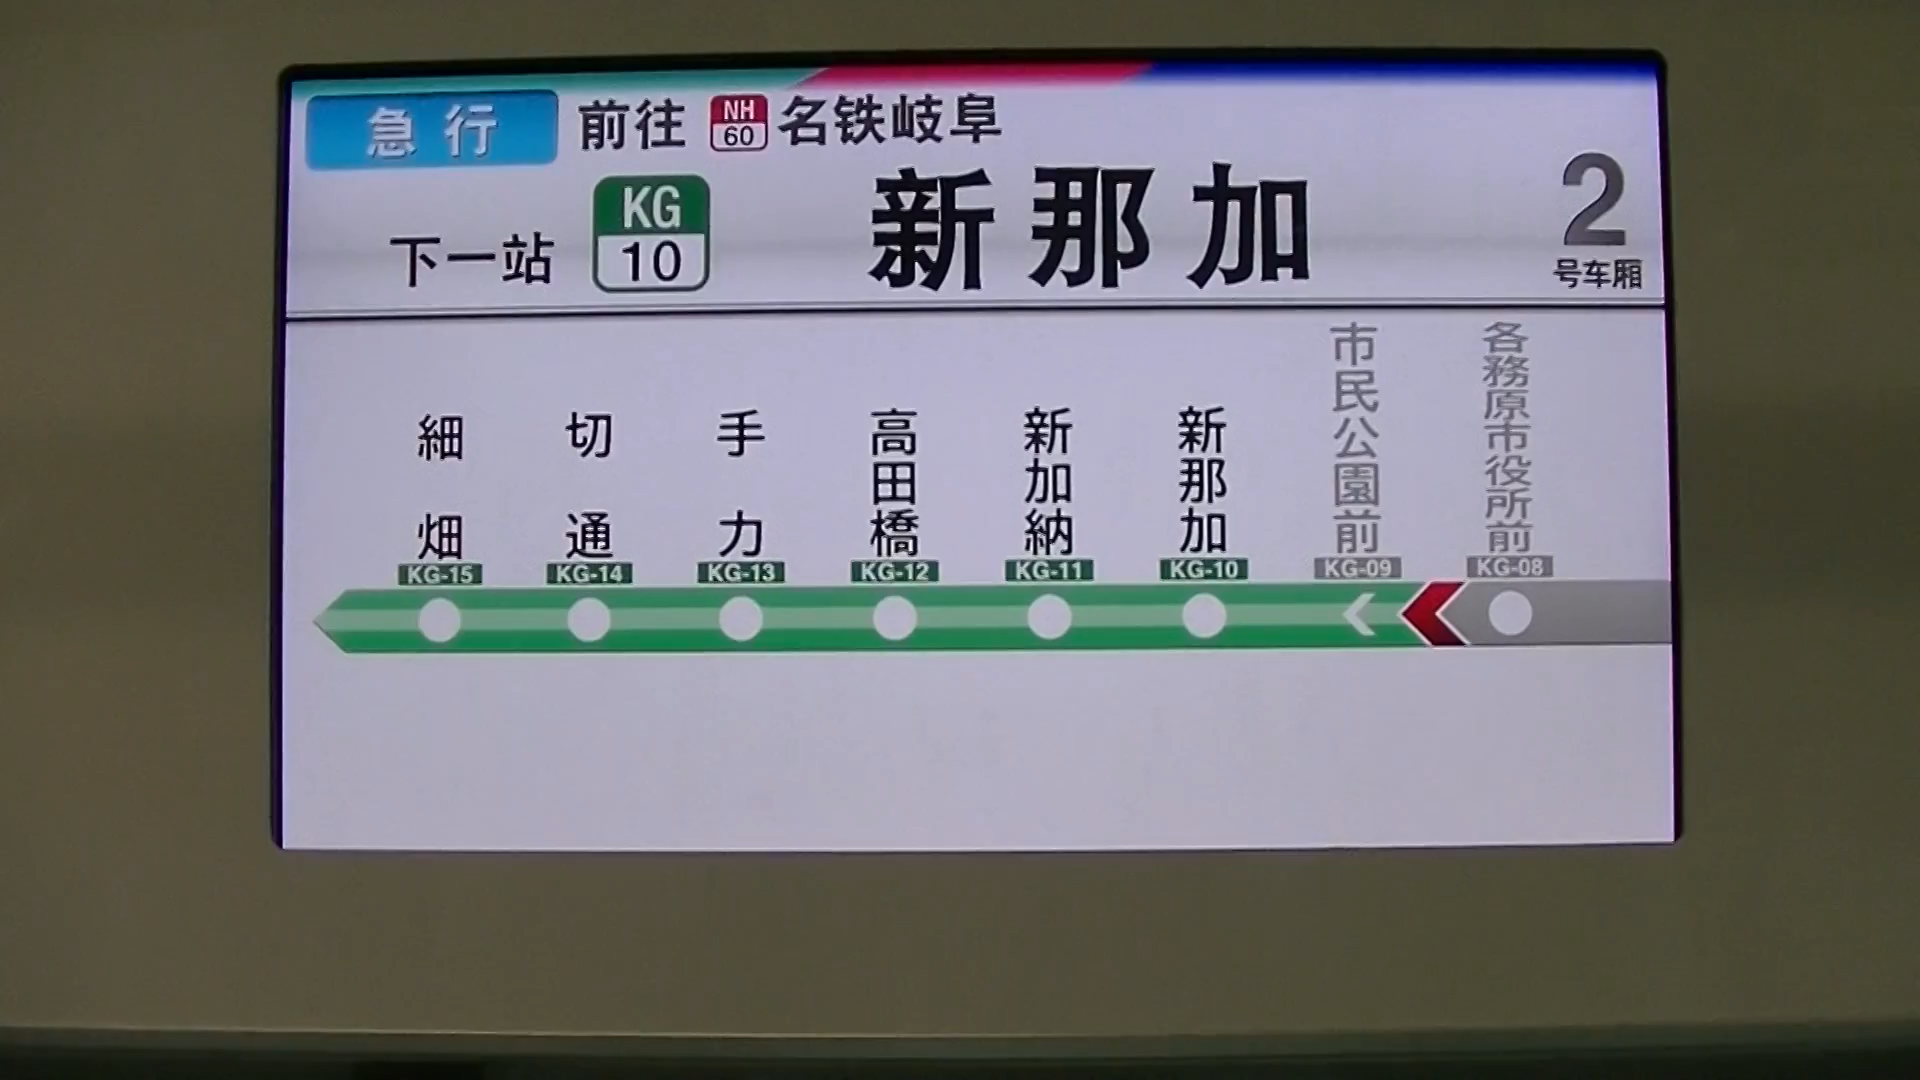 急行 前往 NH 60 名铁岐阜
下一站 KG 10 新那加
2
号车厢
細畑
切通
手力
高田橋
新加納
新那加
市民公園前
各務原市役所前
KG-15 KG-14 KG-13 KG-12 KG-11 KG-10 KG-09 KG-08